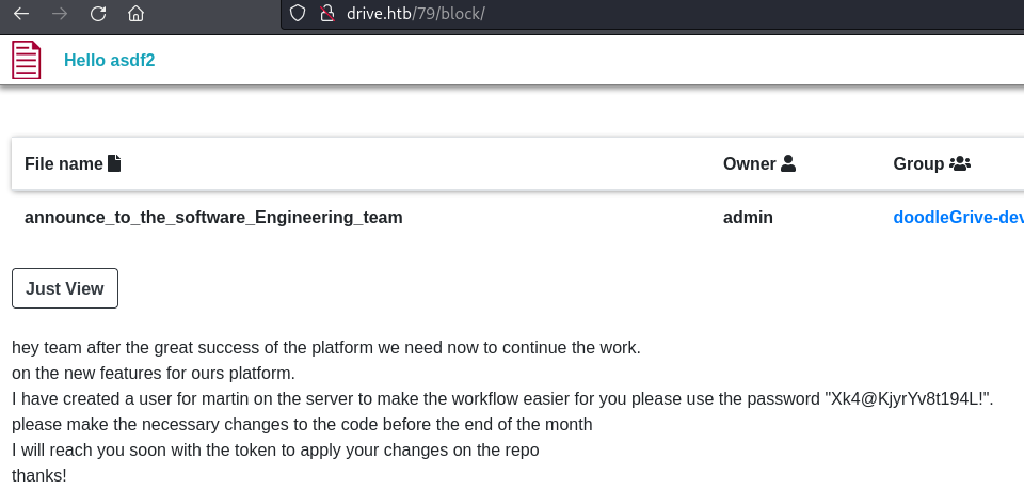 drive.htb/79/block/
Hello asdf2
File name Owner Group
announce_to_the_software_Engineering_team admin doodleGrive-dev
Just View
hey team after the great success of the platform we need now to continue the work.
on the new features for ours platform.
I have created a user for martin on the server to make the workflow easier for you please use the password "Xk4@KjyrYv8t194L!".
please make the necessary changes to the code before the end of the month
I will reach you soon with the token to apply your changes on the repo
thanks!